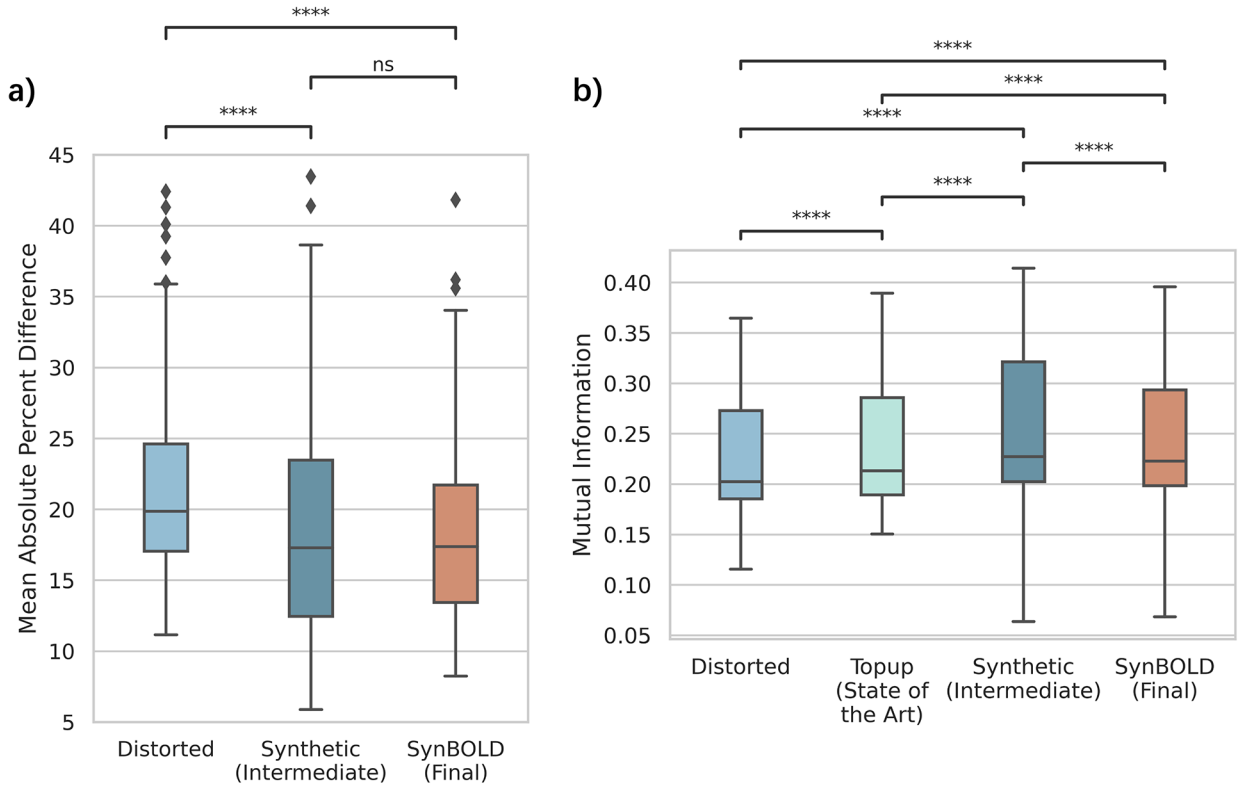 a)
****
ns
****
Mean Absolute Percent Difference
45
40
35
30
25
20
15
10
5
Distorted
Synthetic
(Intermediate)
SynBOLD
(Final)
b)
****
****
****
****
****
****
Mutual Information
0.40
0.35
0.30
0.25
0.20
0.15
0.10
0.05
Distorted
Topup
(State of
the Art)
Synthetic
(Intermediate)
SynBOLD
(Final)